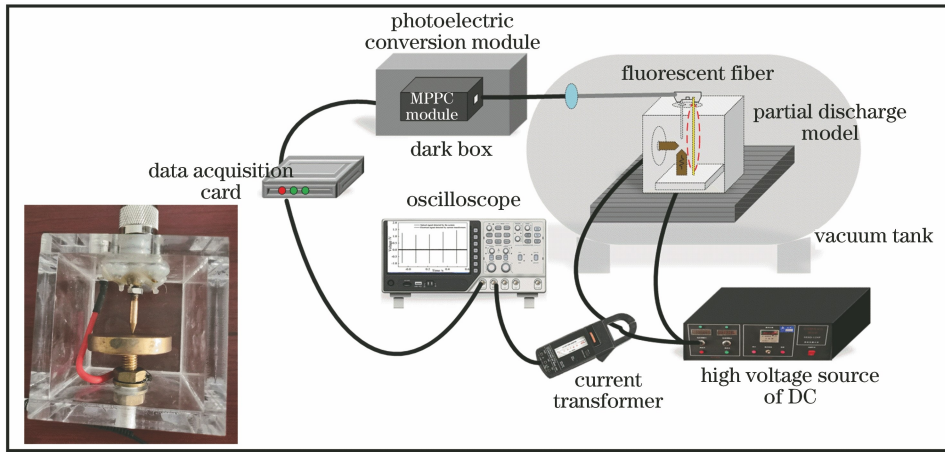 photoelectric
conversion module
MPPC
module
dark box
fluorescent fiber
partial discharge
model
vacuum tank
data acquisition
card
oscilloscope
current
transformer
high voltage source
of DC